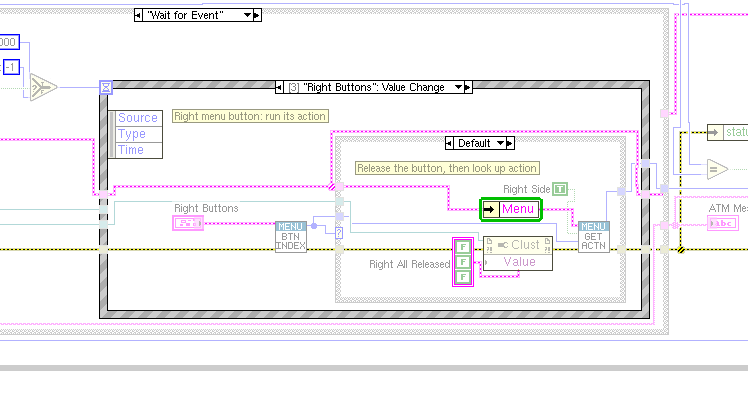 "Wait for Event"
000
-1
[3] "Right Buttons": Value Change
Source
Type
Time
Right menu button: run its action
Default
Release the button, then look up action
Right Side
T
Menu
Right Buttons
MENU
BTN
INDEX
?
MENU
GET
ACTN
Clust
Value
Right All Released
F
F
F
statu
=
ATM Me
abc